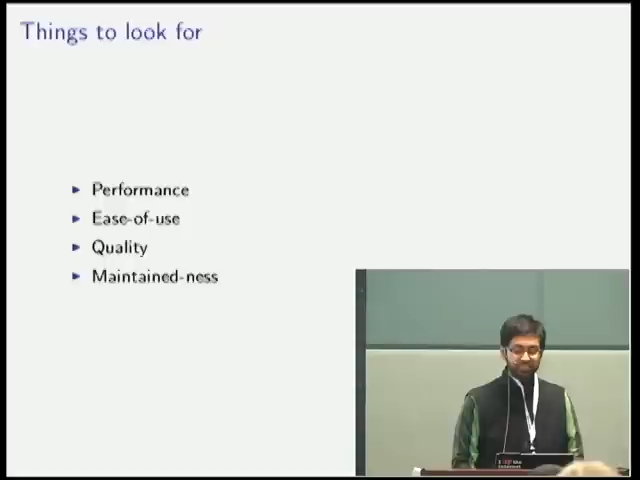 Things to look for
Performance
Ease-of-use
Quality
Maintained-ness